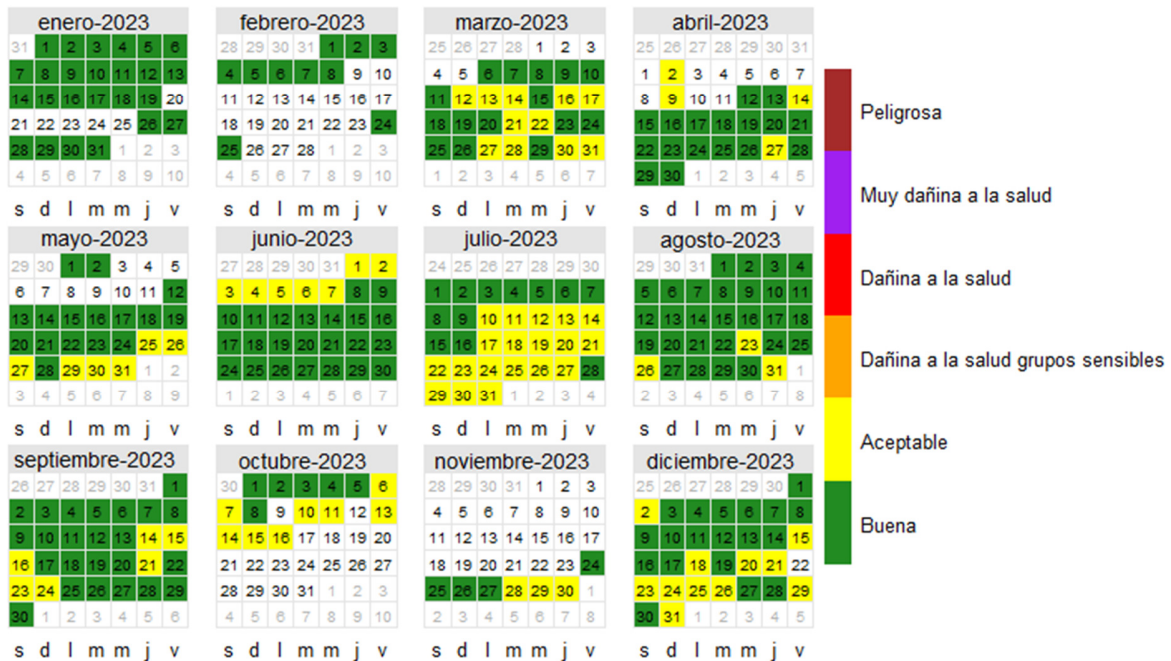 enero-2023
31 1 2 3 4 5 6
7 8 9 10 11 12 13
14 15 16 17 18 19 20
21 22 23 24 25 26 27
28 29 30 31 1 2 3
4 5 6 7 8 9 10
s d l m m j v
febrero-2023
28 29 30 31 1 2 3
4 5 6 7 8 9 10
11 12 13 14 15 16 17
18 19 20 21 22 23 24
25 26 27 28 1 2 3
4 5 6 7 8 9 10
s d l m m j v
marzo-2023
25 26 27 28 1 2 3
4 5 6 7 8 9 10
11 12 13 14 15 16 17
18 19 20 21 22 23 24
25 26 27 28 29 30 31
1 2 3 4 5 6 7
s d l m m j v
abril-2023
25 26 27 28 29 30 31
1 2 3 4 5 6 7
8 9 10 11 12 13 14
15 16 17 18 19 20 21
22 23 24 25 26 27 28
29 30 1 2 3 4 5
s d l m m j v
mayo-2023
29 30 1 2 3 4 5
6 7 8 9 10 11 12
13 14 15 16 17 18 19
20 21 22 23 24 25 26
27 28 29 30 31 1 2
3 4 5 6 7 8 9
s d l m m j v
junio-2023
27 28 29 30 31 1 2
3 4 5 6 7 8 9
10 11 12 13 14 15 16
17 18 19 20 21 22 23
24 25 26 27 28 29 30
1 2 3 4 5 6 7
s d l m m j v
julio-2023
24 25 26 27 28 29 30
1 2 3 4 5 6 7
8 9 10 11 12 13 14
15 16 17 18 19 20 21
22 23 24 25 26 27 28
29 30 31 1 2 3 4
s d l m m j v
agosto-2023
29 30 31 1 2 3 4
5 6 7 8 9 10 11
12 13 14 15 16 17 18
19 20 21 22 23 24 25
26 27 28 29 30 31 1
2 3 4 5 6 7 8
s d l m m j v
septiembre-2023
26 27 28 29 30 31 1
2 3 4 5 6 7 8
9 10 11 12 13 14 15
16 17 18 19 20 21 22
23 24 25 26 27 28 29
30 1 2 3 4 5 6
s d l m m j v
octubre-2023
30 1 2 3 4 5 6
7 8 9 10 11 12 13
14 15 16 17 18 19 20
21 22 23 24 25 26 27
28 29 30 31 1 2 3
4 5 6 7 8 9 10
s d l m m j v
noviembre-2023
28 29 30 31 1 2 3
4 5 6 7 8 9 10
11 12 13 14 15 16 17
18 19 20 21 22 23 24
25 26 27 28 29 30 1
2 3 4 5 6 7 8
s d l m m j v
diciembre-2023
25 26 27 28 29 30 1
2 3 4 5 6 7 8
9 10 11 12 13 14 15
16 17 18 19 20 21 22
23 24 25 26 27 28 29
30 31 1 2 3 4 5
s d l m m j v
Peligrosa
Muy dañina a la salud
Dañina a la salud
Dañina a la salud grupos sensibles
Aceptable
Buena